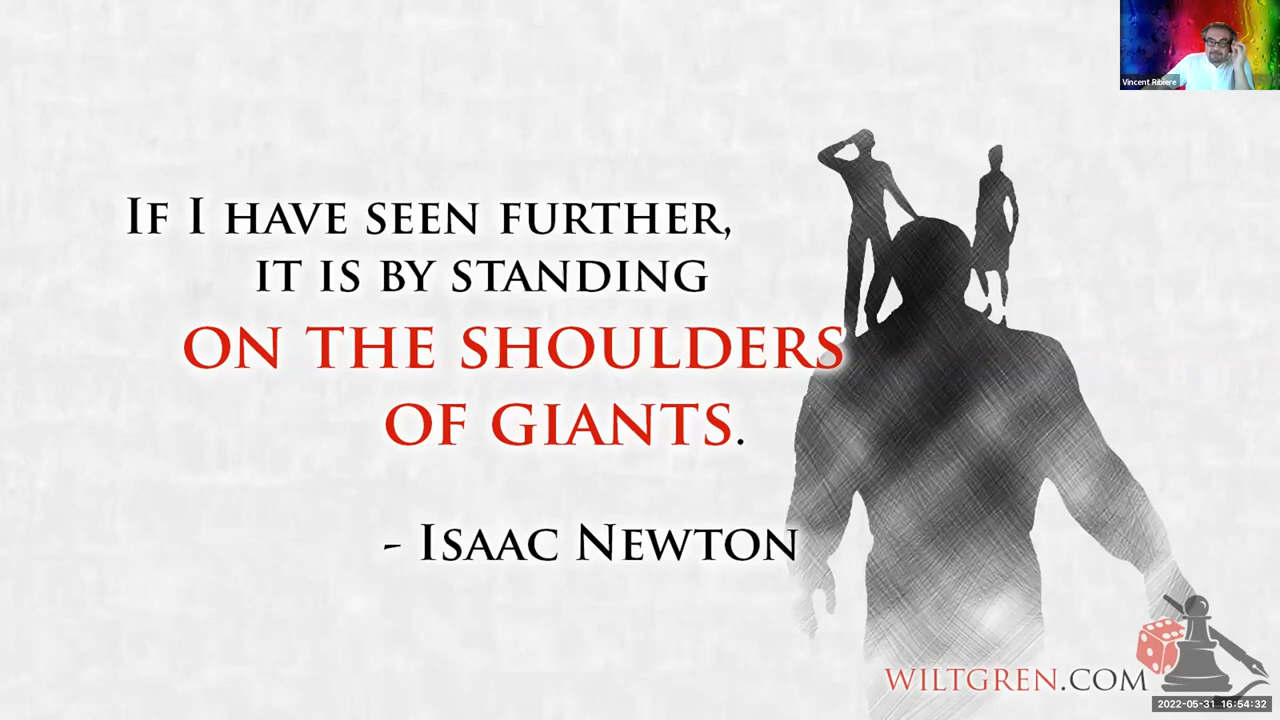 Vincent Ribiere
IF I HAVE SEEN FURTHER,
IT IS BY STANDING
ON THE SHOULDERS
OF GIANTS.
- ISAAC NEWTON
WILTGREN.COM
2022-05-31 16:54:32